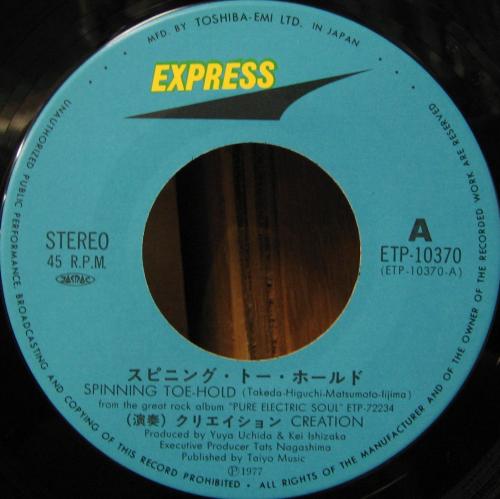 MFD. BY TOSHIBA-EMI LTD. IN JAPAN
EXPRESS
STEREO
45 R.P.M.
JASRAC
A
ETP-10370
(ETP-10370-A)
スピニング・トー・ホールド
SPINNING TOE-HOLD (Takeda-Higuchi-Matsumoto-Iijima)
from the great rock album "PURE ELECTRIC SOUL" ETP-72234
(演奏) クリエイション CREATION
Produced by Yuya Uchida & Kei Ishizaka
Executive Producer Tats Nagashima
Published by Taiyo Music
Ⓟ1977
UNAUTHORIZED PUBLIC PERFORMANCE, BROADCASTING AND COPYING OF THIS RECORD PROHIBITED • ALL RIGHTS OF THE MANUFACTURER AND OF THE OWNER OF THE RECORDED WORK ARE RESERVED